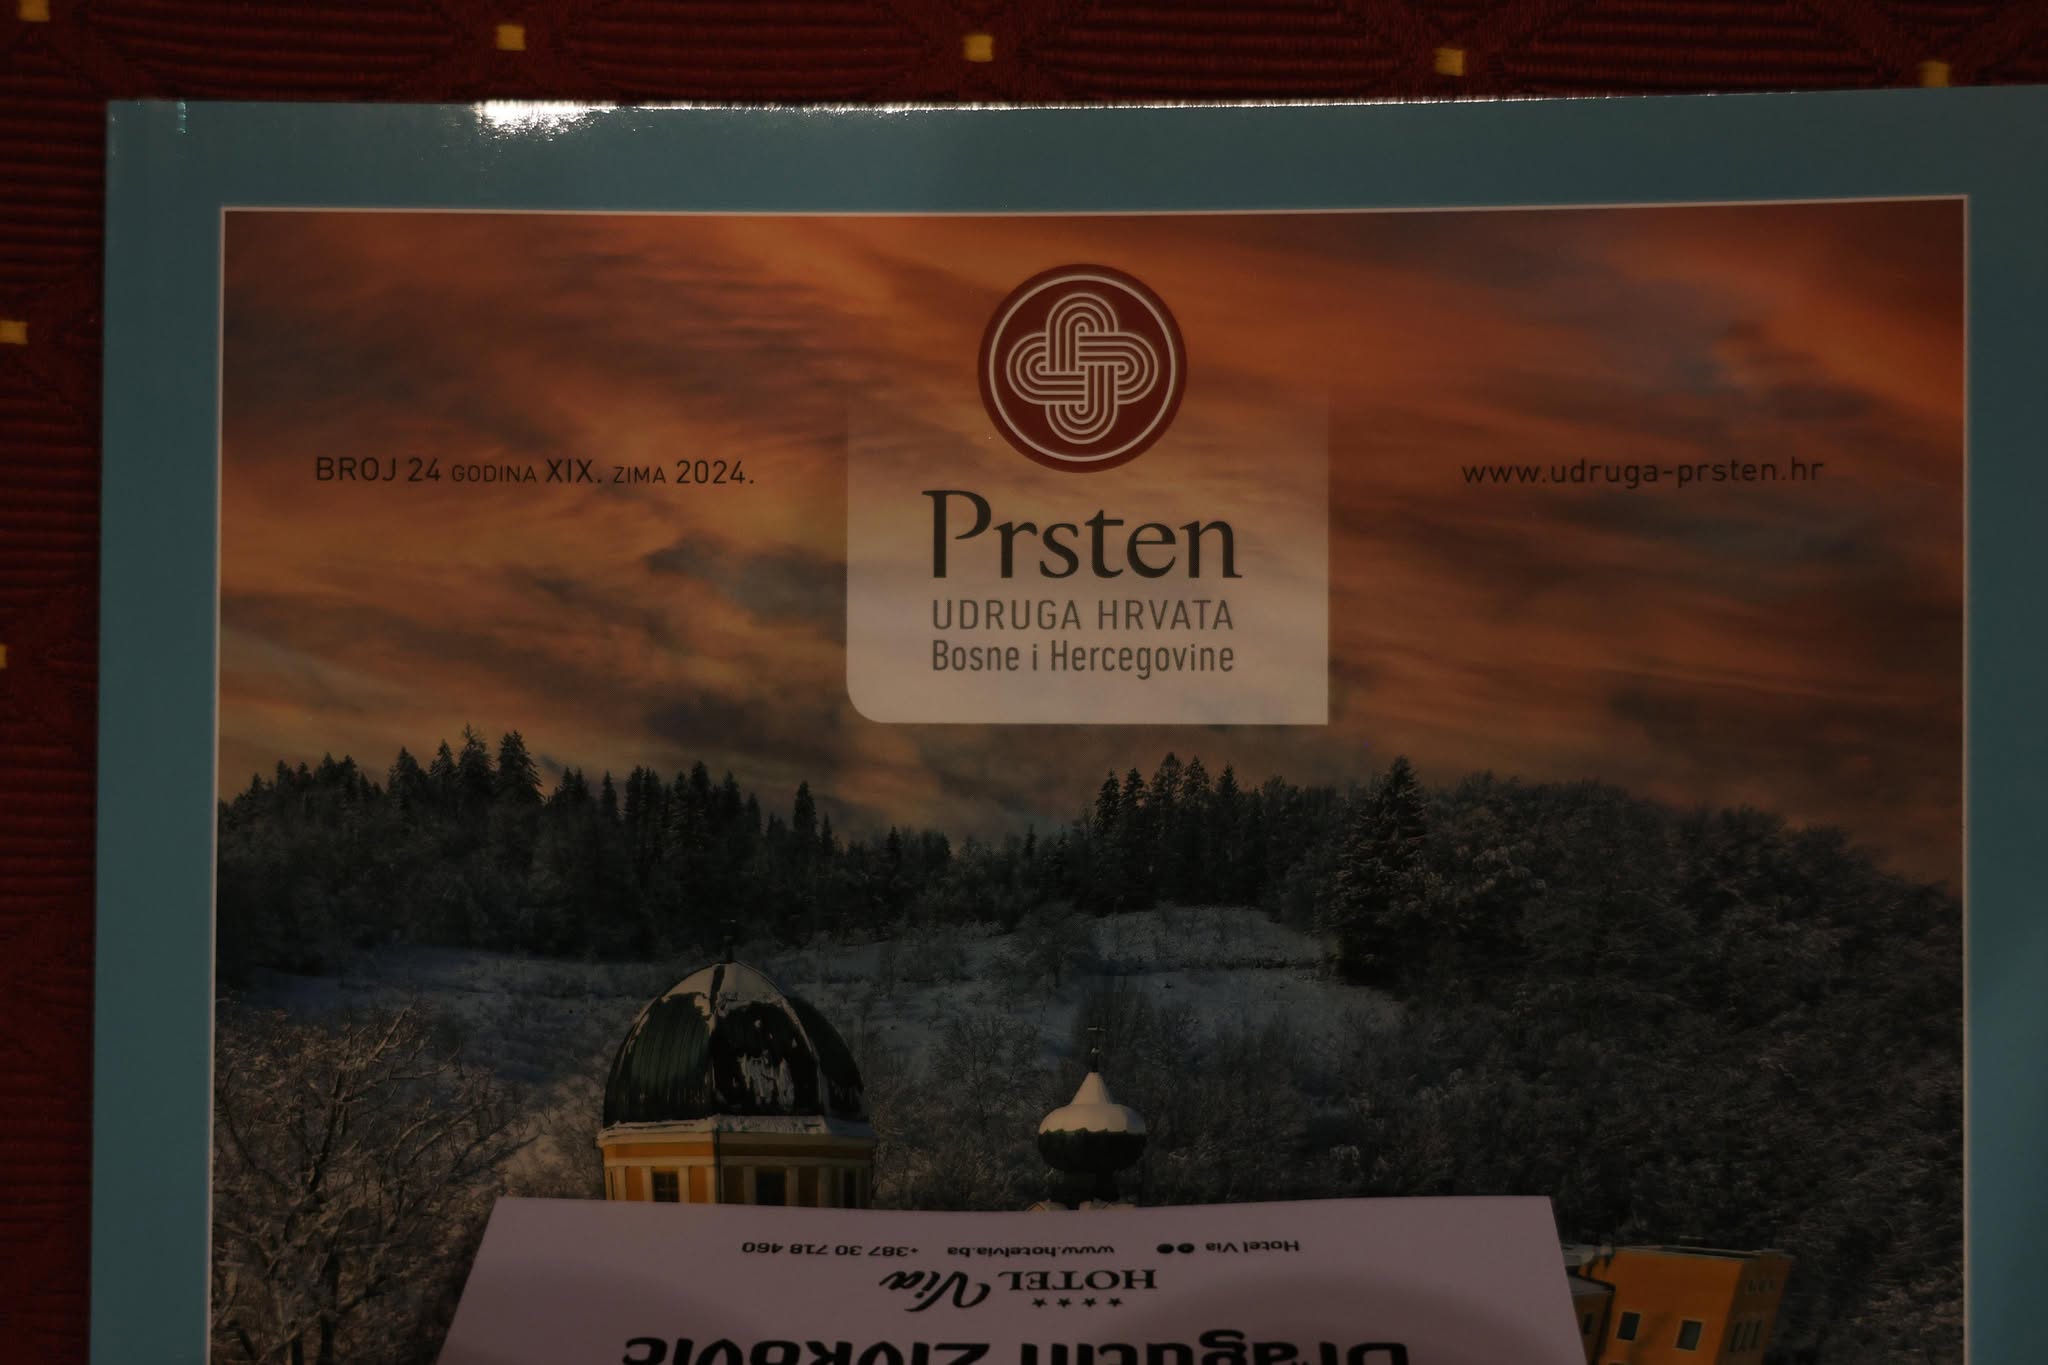 BROJ 24 GODINA XIX. ZIMA 2024.
www.udruga-prsten.hr
Prsten
UDRUGA HRVATA
Bosne i Hercegovine
Hotel Via www.hotelvia.ba +387 30 718 460
HOTEL Via